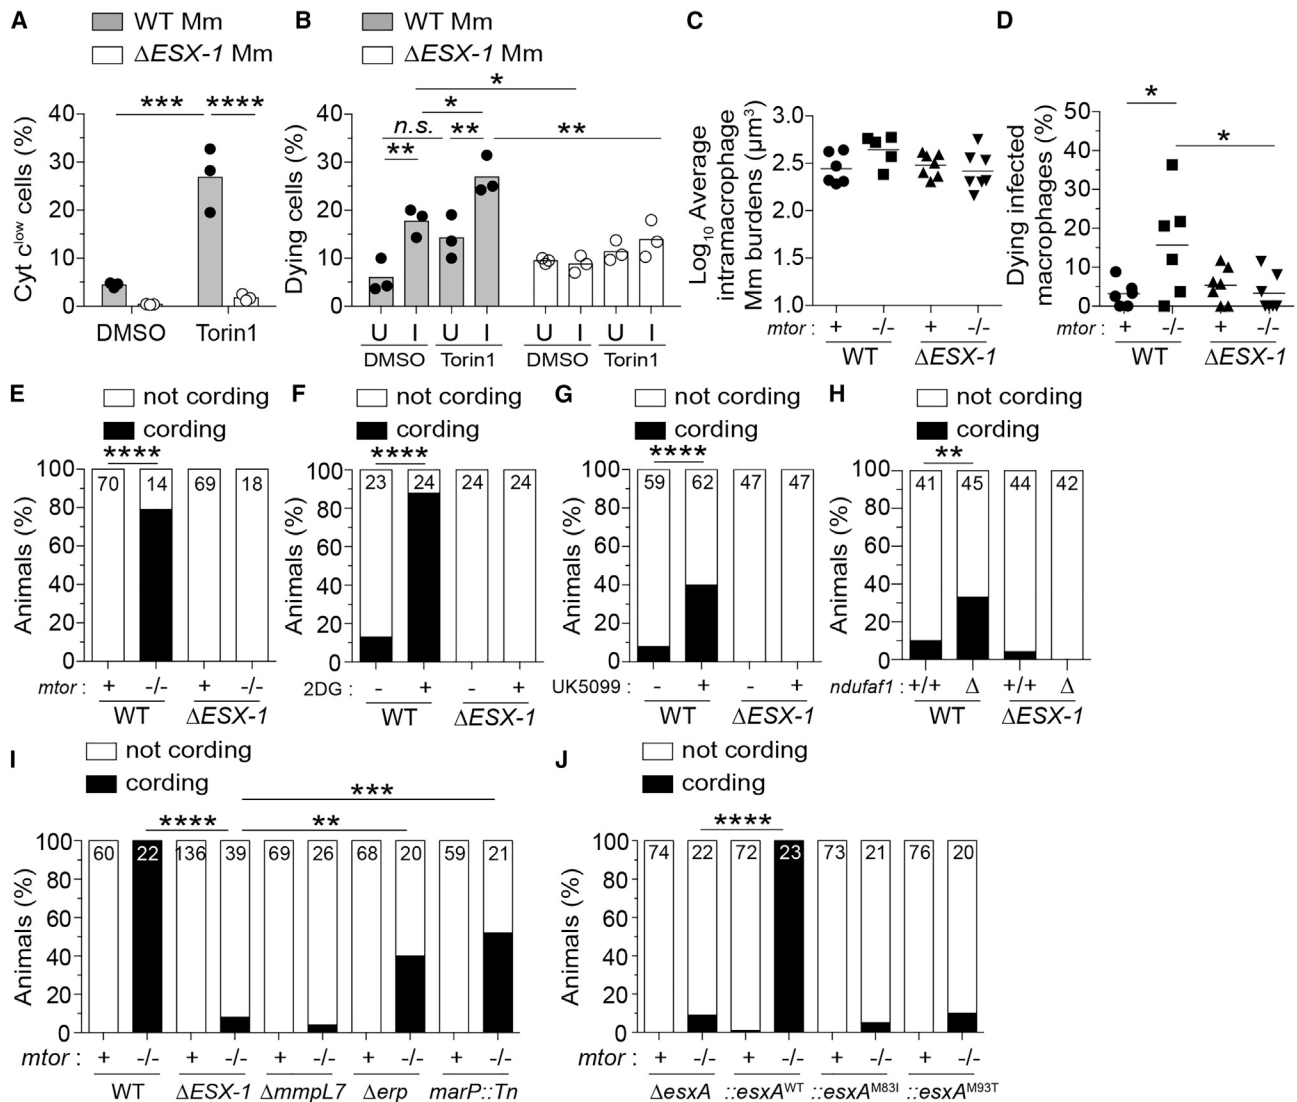 A
WT Mm
ΔESX-1 Mm
Cyt c^low cells (%)
40
30
20
10
0
*** ****
DMSO Torin1
B
WT Mm
ΔESX-1 Mm
Dying cells (%)
40
30
20
10
0
*
*
n.s. ** **
**
U I U I U I U I
DMSO Torin1 DMSO Torin1
C
Log10 Average
intramacrophage
Mm burdens (µm³)
3.0
2.5
2.0
1.5
1.0
mtor : + -/- + -/-
WT ΔESX-1
D
Dying infected
macrophages (%)
50
40
30
20
10
0
*
*
mtor : + -/- + -/-
WT ΔESX-1
E
not cording
cording
****
Animals (%)
100
80
60
40
20
0
70 14 69 18
mtor : + -/- + -/-
WT ΔESX-1
F
not cording
cording
****
Animals (%)
100
80
60
40
20
0
23 24 24 24
2DG : - + - +
WT ΔESX-1
G
not cording
cording
****
Animals (%)
100
80
60
40
20
0
59 62 47 47
UK5099 : - + - +
WT ΔESX-1
H
not cording
cording
**
Animals (%)
100
80
60
40
20
0
41 45 44 42
ndufaf1 : +/+ Δ +/+ Δ
WT ΔESX-1
I
not cording
cording
***
**** **
Animals (%)
100
80
60
40
20
0
60 22 136 39 69 26 68 20 59 21
mtor : + -/- + -/- + -/- + -/- + -/-
WT ΔESX-1 ΔmmpL7 Δerp marP::Tn
J
not cording
cording
****
Animals (%)
100
80
60
40
20
0
74 22 72 23 73 21 76 20
mtor : + -/- + -/- + -/- + -/-
ΔesxA ::esxA^WT ::esxA^M83I ::esxA^M93T